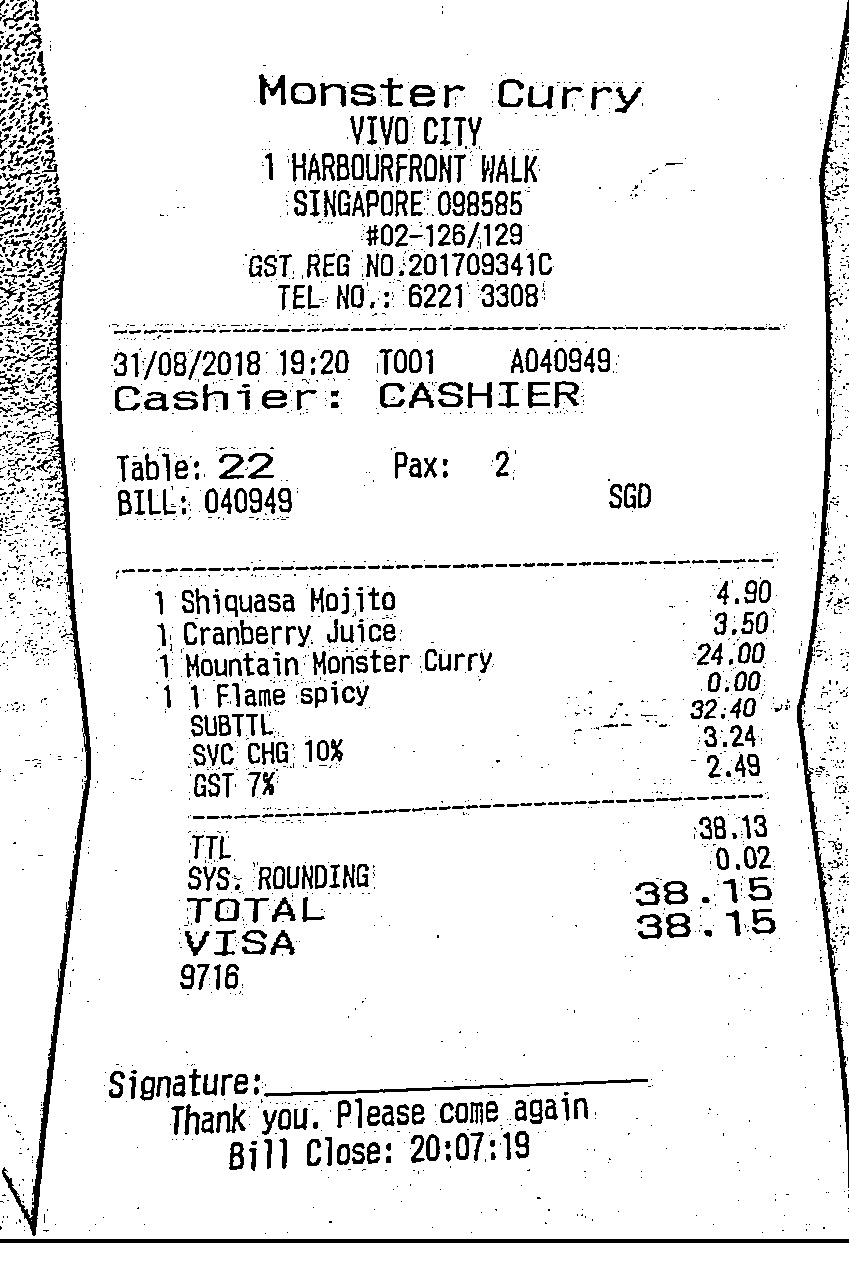 Monster Curry
VIVO CITY
1 HARBOURFRONT WALK
SINGAPORE 098585
#02-126/129
GST REG NO.201709341C
TEL NO.: 6221 3308
31/08/2018 19:20 T001 A040949
Cashier: CASHIER
Table: 22 Pax: 2
BILL: 040949 SGD
1 Shiquasa Mojito 4.90
1 Cranberry Juice 3.50
1 Mountain Monster Curry 24.00
1 1 Flame spicy 0.00
SUBTTL 32.40
SVC CHG 10% 3.24
GST 7% 2.49
TTL 38.13
SYS. ROUNDING 0.02
TOTAL 38.15
VISA 38.15
9716
Signature:
Thank you. Please come again
Bill Close: 20:07:19